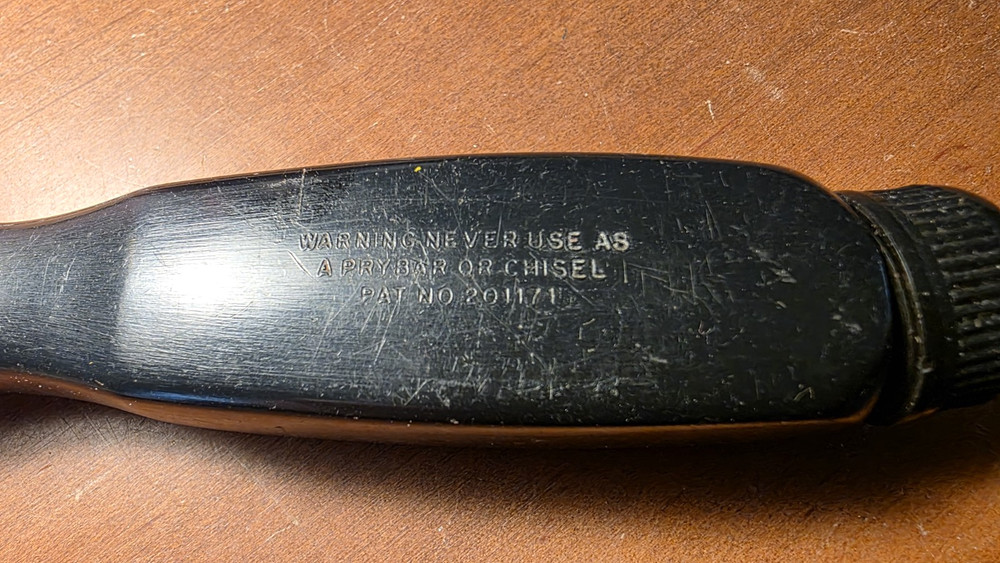 WARNING NEVER USE AS
A PRYBAR OR CHISEL
PAT NO 201171